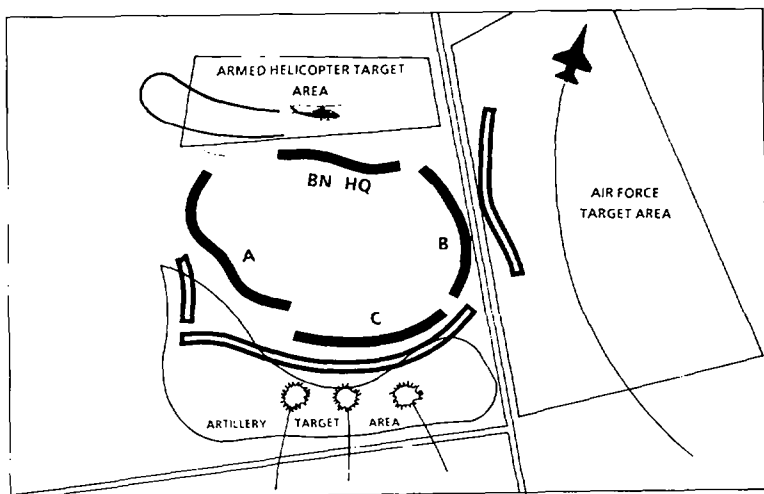 ARMED HELICOPTER TARGET
AREA
BN HQ
AIR FORCE
TARGET AREA
A
B
C
ARTILLERY TARGET AREA